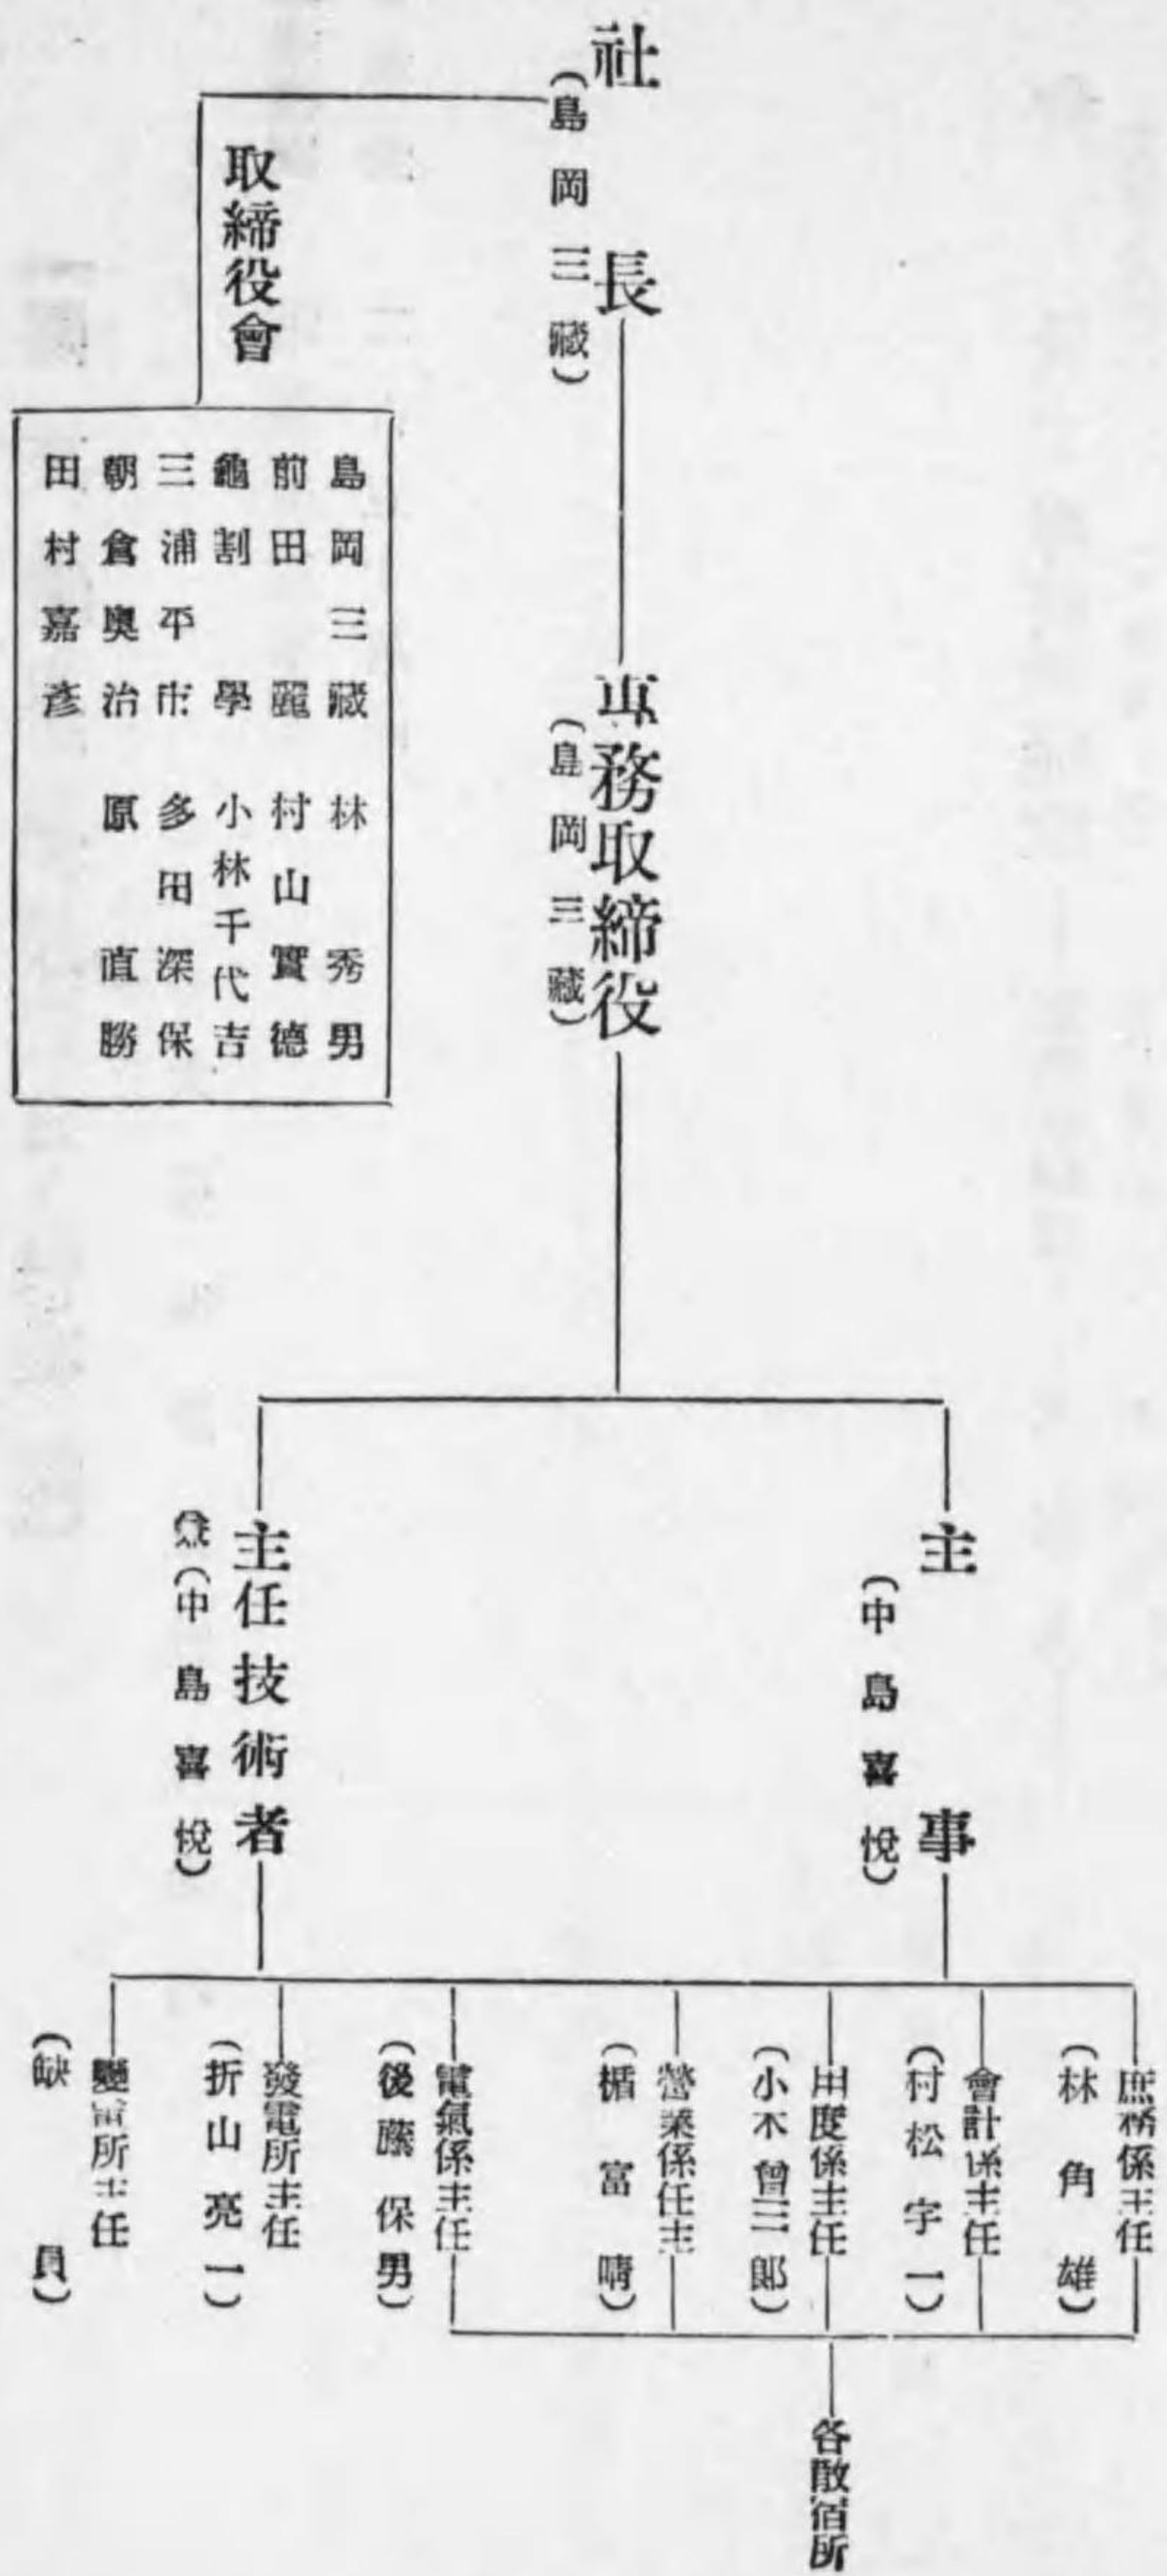 社長
(島岡三藏)
取締役會
島岡三藏 林秀男
前田麗 村山實德
龜割學 小林千代吉
三浦平市 多田深保
朝倉奧治 原直勝
田村嘉彥
專務取締役
(島岡三藏)
主事
(中島喜悅)
主任技術者
兼(中島喜悅)
庶務係主任
(林角雄)
會計係主任
(村松宇一)
用度係主任
(小木曾三郞)
營業係任主
(楯富晴)
電氣係主任
(後藤保男)
發電所主任
(折山亮一)
變電所主任
(缺員)
各散宿所